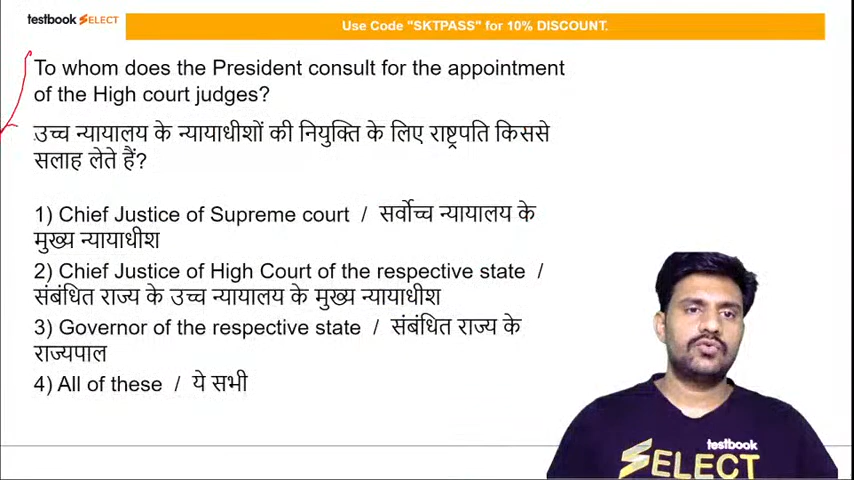 testbook SELECT
Use Code "SKTPASS" for 10% DISCOUNT.
To whom does the President consult for the appointment
of the High court judges?
उच्च न्यायालय के न्यायाधीशों की नियुक्ति के लिए राष्ट्रपति किससे
सलाह लेते हैं?
1) Chief Justice of Supreme court / सर्वोच्च न्यायालय के
मुख्य न्यायाधीश
2) Chief Justice of High Court of the respective state /
संबंधित राज्य के उच्च न्यायालय के मुख्य न्यायाधीश
3) Governor of the respective state / संबंधित राज्य के
राज्यपाल
4) All of these / ये सभी
testbook
SELECT